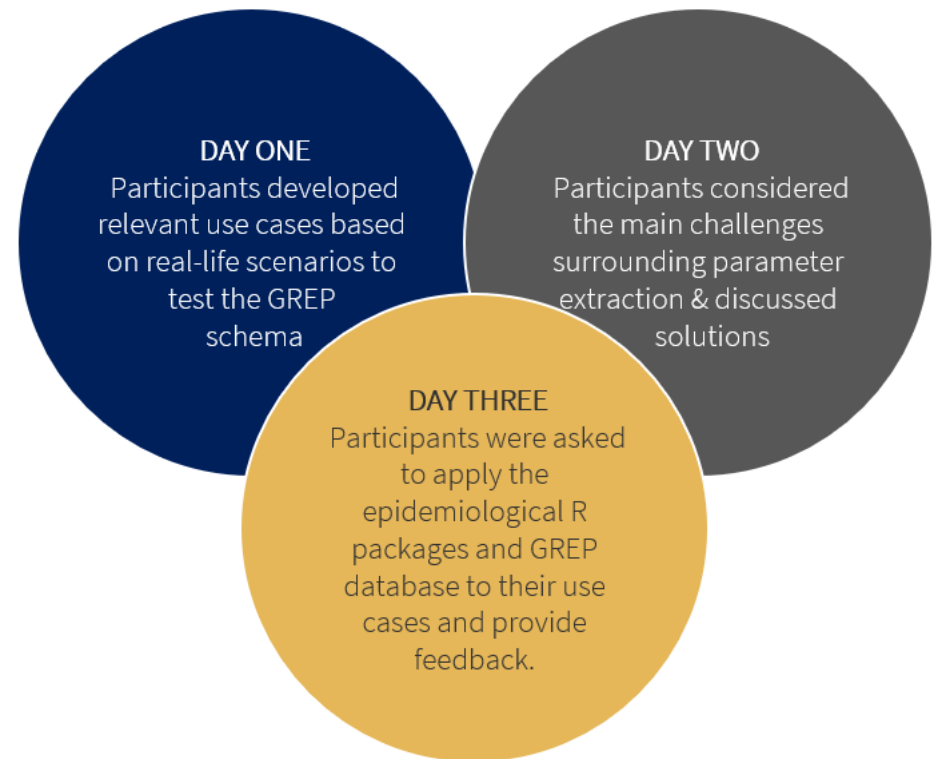 DAY ONE
Participants developed
relevant use cases based
on real-life scenarios to
test the GREP
schema
DAY TWO
Participants considered
the main challenges
surrounding parameter
extraction & discussed
solutions
DAY THREE
Participants were asked
to apply the
epidemiological R
packages and GREP
database to their use
cases and provide
feedback.